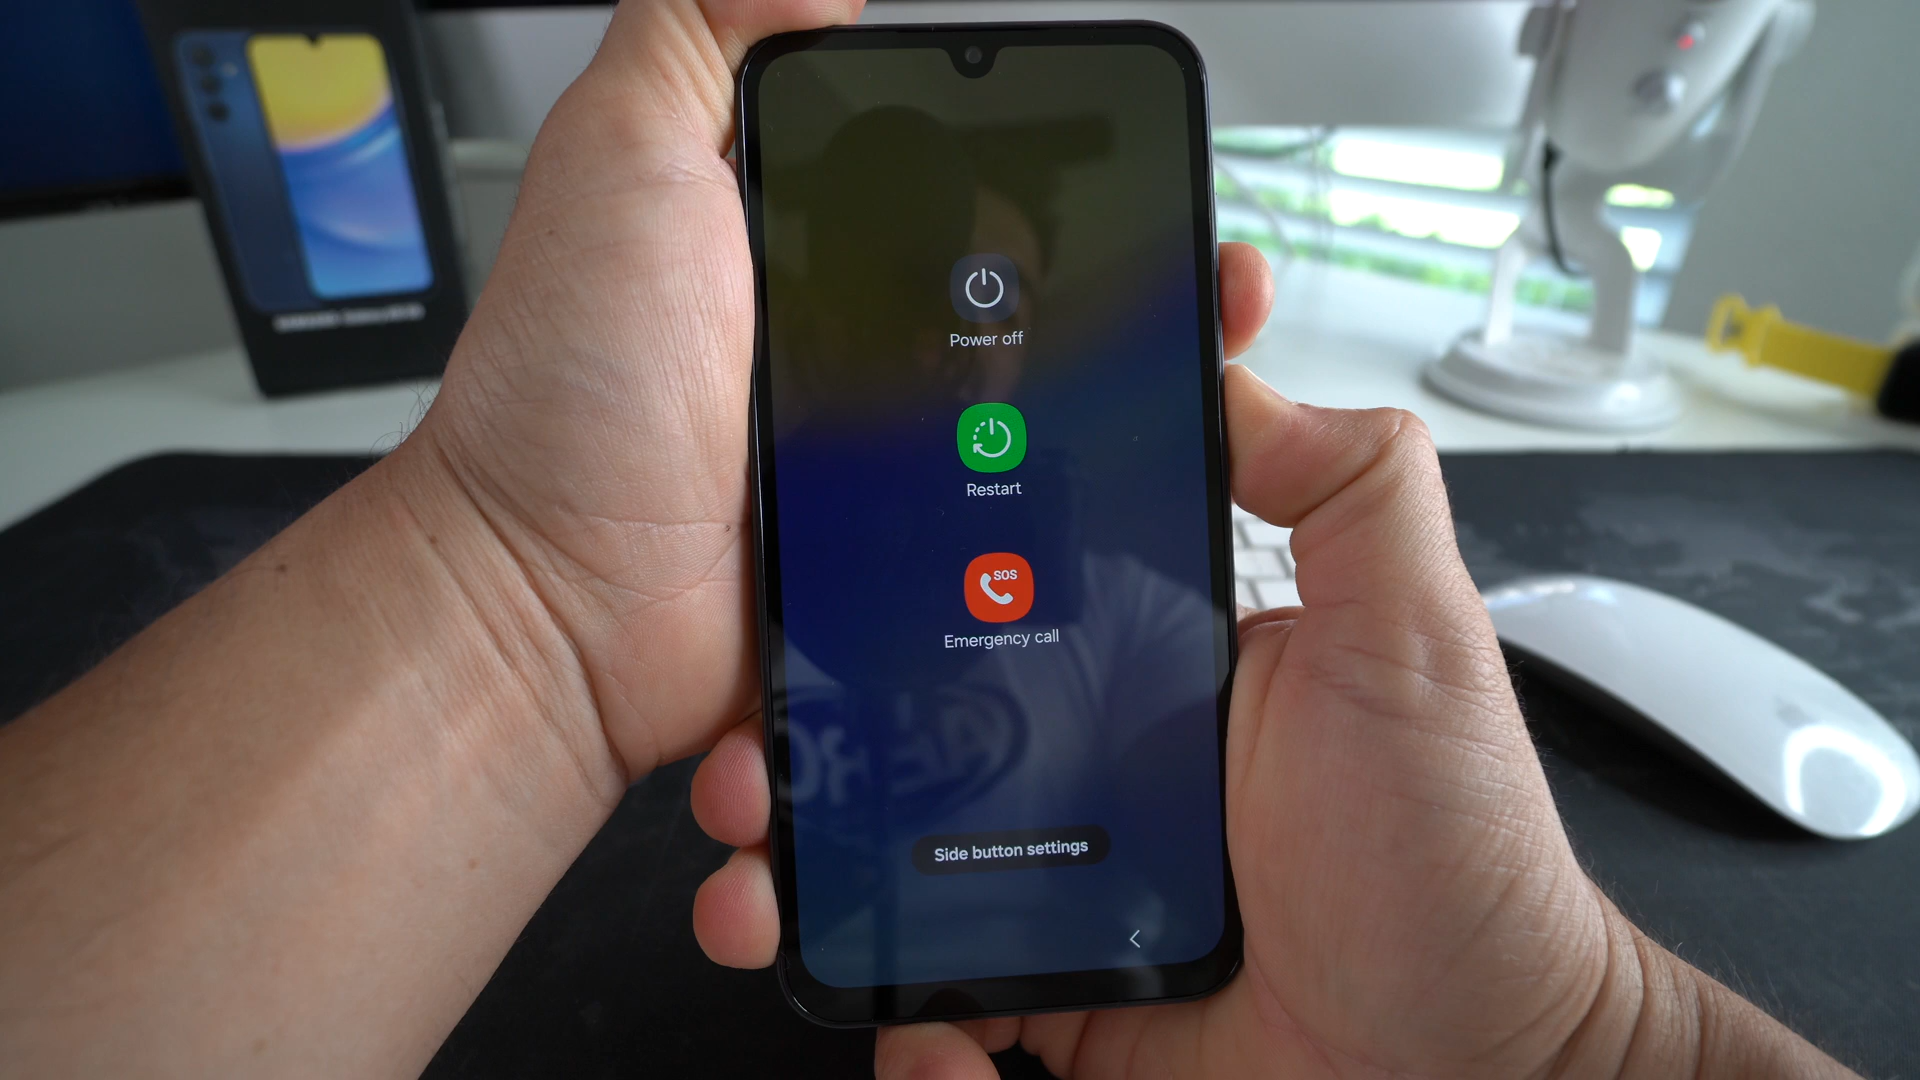 Power off
Restart
SOS
Emergency call
Side button settings